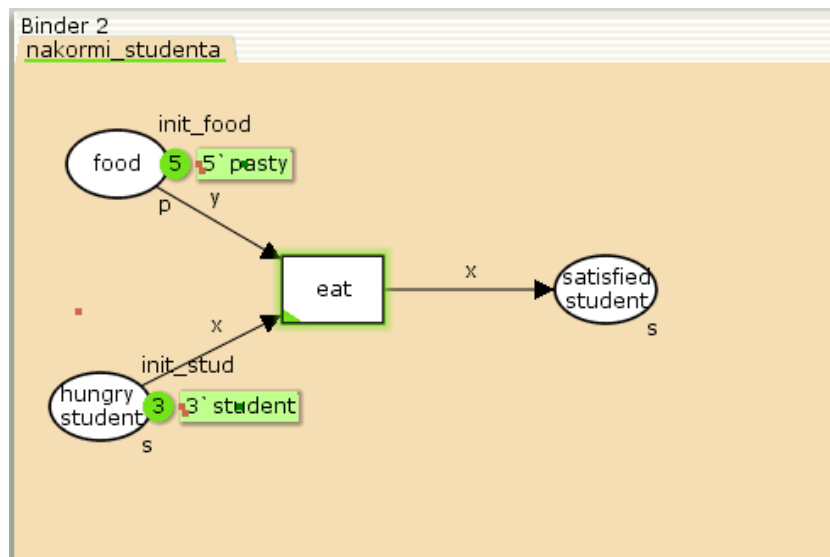 Binder 2
nakormi_studenta
init_food
food
5
5`pasty
p
y
eat
x
satisfied
student
s
x
init_stud
hungry
student
3
3`student
s